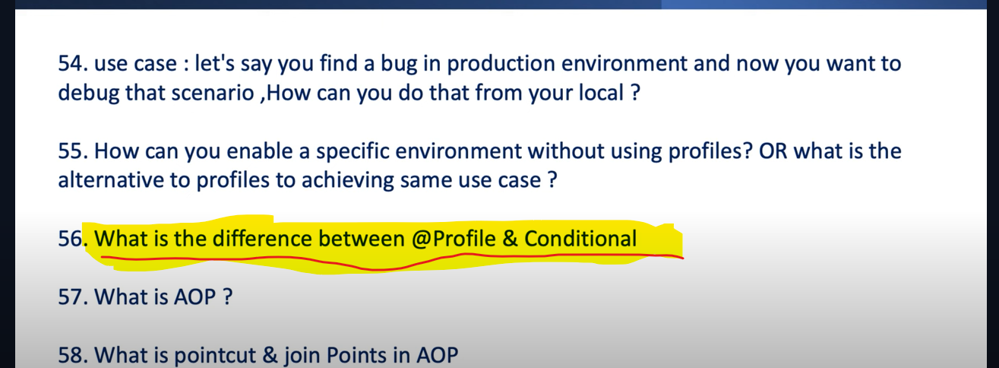 54. use case : let's say you find a bug in production environment and now you want to
debug that scenario ,How can you do that from your local ?
55. How can you enable a specific environment without using profiles? OR what is the
alternative to profiles to achieving same use case ?
56. What is the difference between @Profile & Conditional
57. What is AOP ?
58. What is pointcut & join Points in AOP